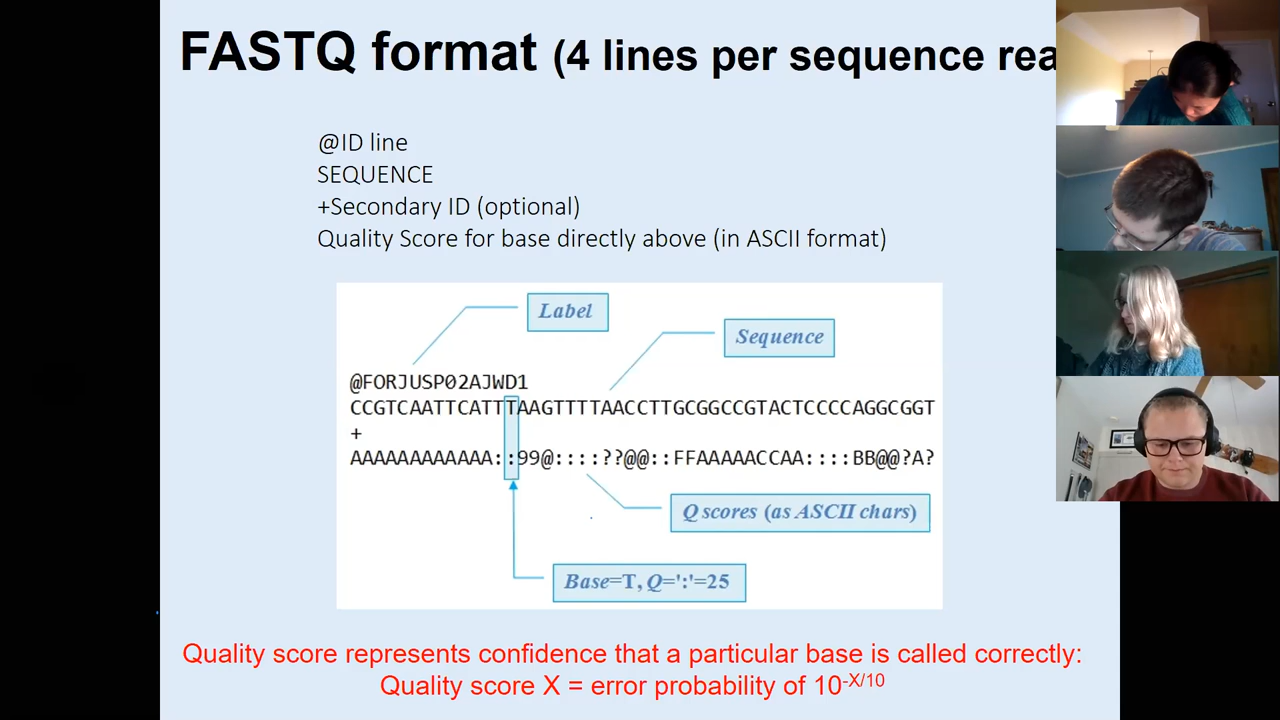 FASTQ format (4 lines per sequence rea
@ID line
SEQUENCE
+Secondary ID (optional)
Quality Score for base directly above (in ASCII format)
Label
Sequence
@FORJUSP02AJWD1
CCGTCAATTCATTTAAGTTTTAACCTTGCGGCCGTACTCCCCAGGCGGT
+
AAAAAAAAAAAA::99@::::??@@::FFAAAAACCAA::::BB@@?A?
Q scores (as ASCII chars)
Base=T, Q=':'=25
Quality score represents confidence that a particular base is called correctly:
Quality score X = error probability of 10-X/10